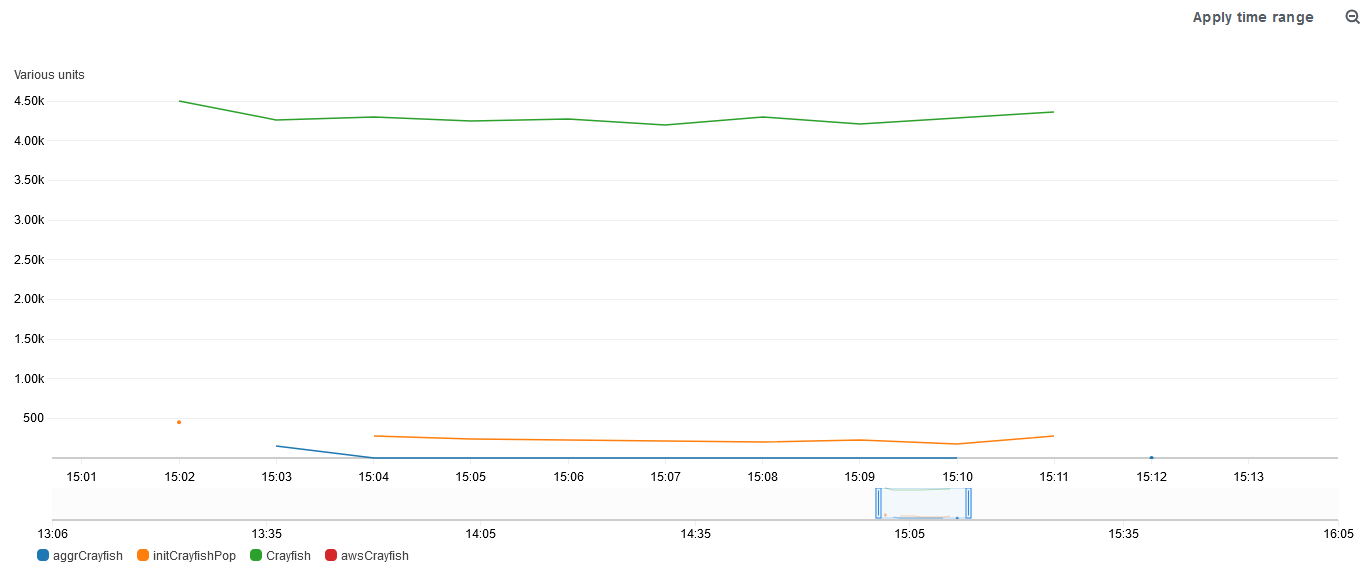 Apply time range
Various units
4.50k
4.00k
3.50k
3.00k
2.50k
2.00k
1.50k
1.00k
500
15:01 15:02 15:03 15:04 15:05 15:06 15:07 15:08 15:09 15:10 15:11 15:12 15:13
13:06 13:35 14:05 14:35 15:05 15:35 16:05
aggrCrayfish initCrayfishPop Crayfish awsCrayfish